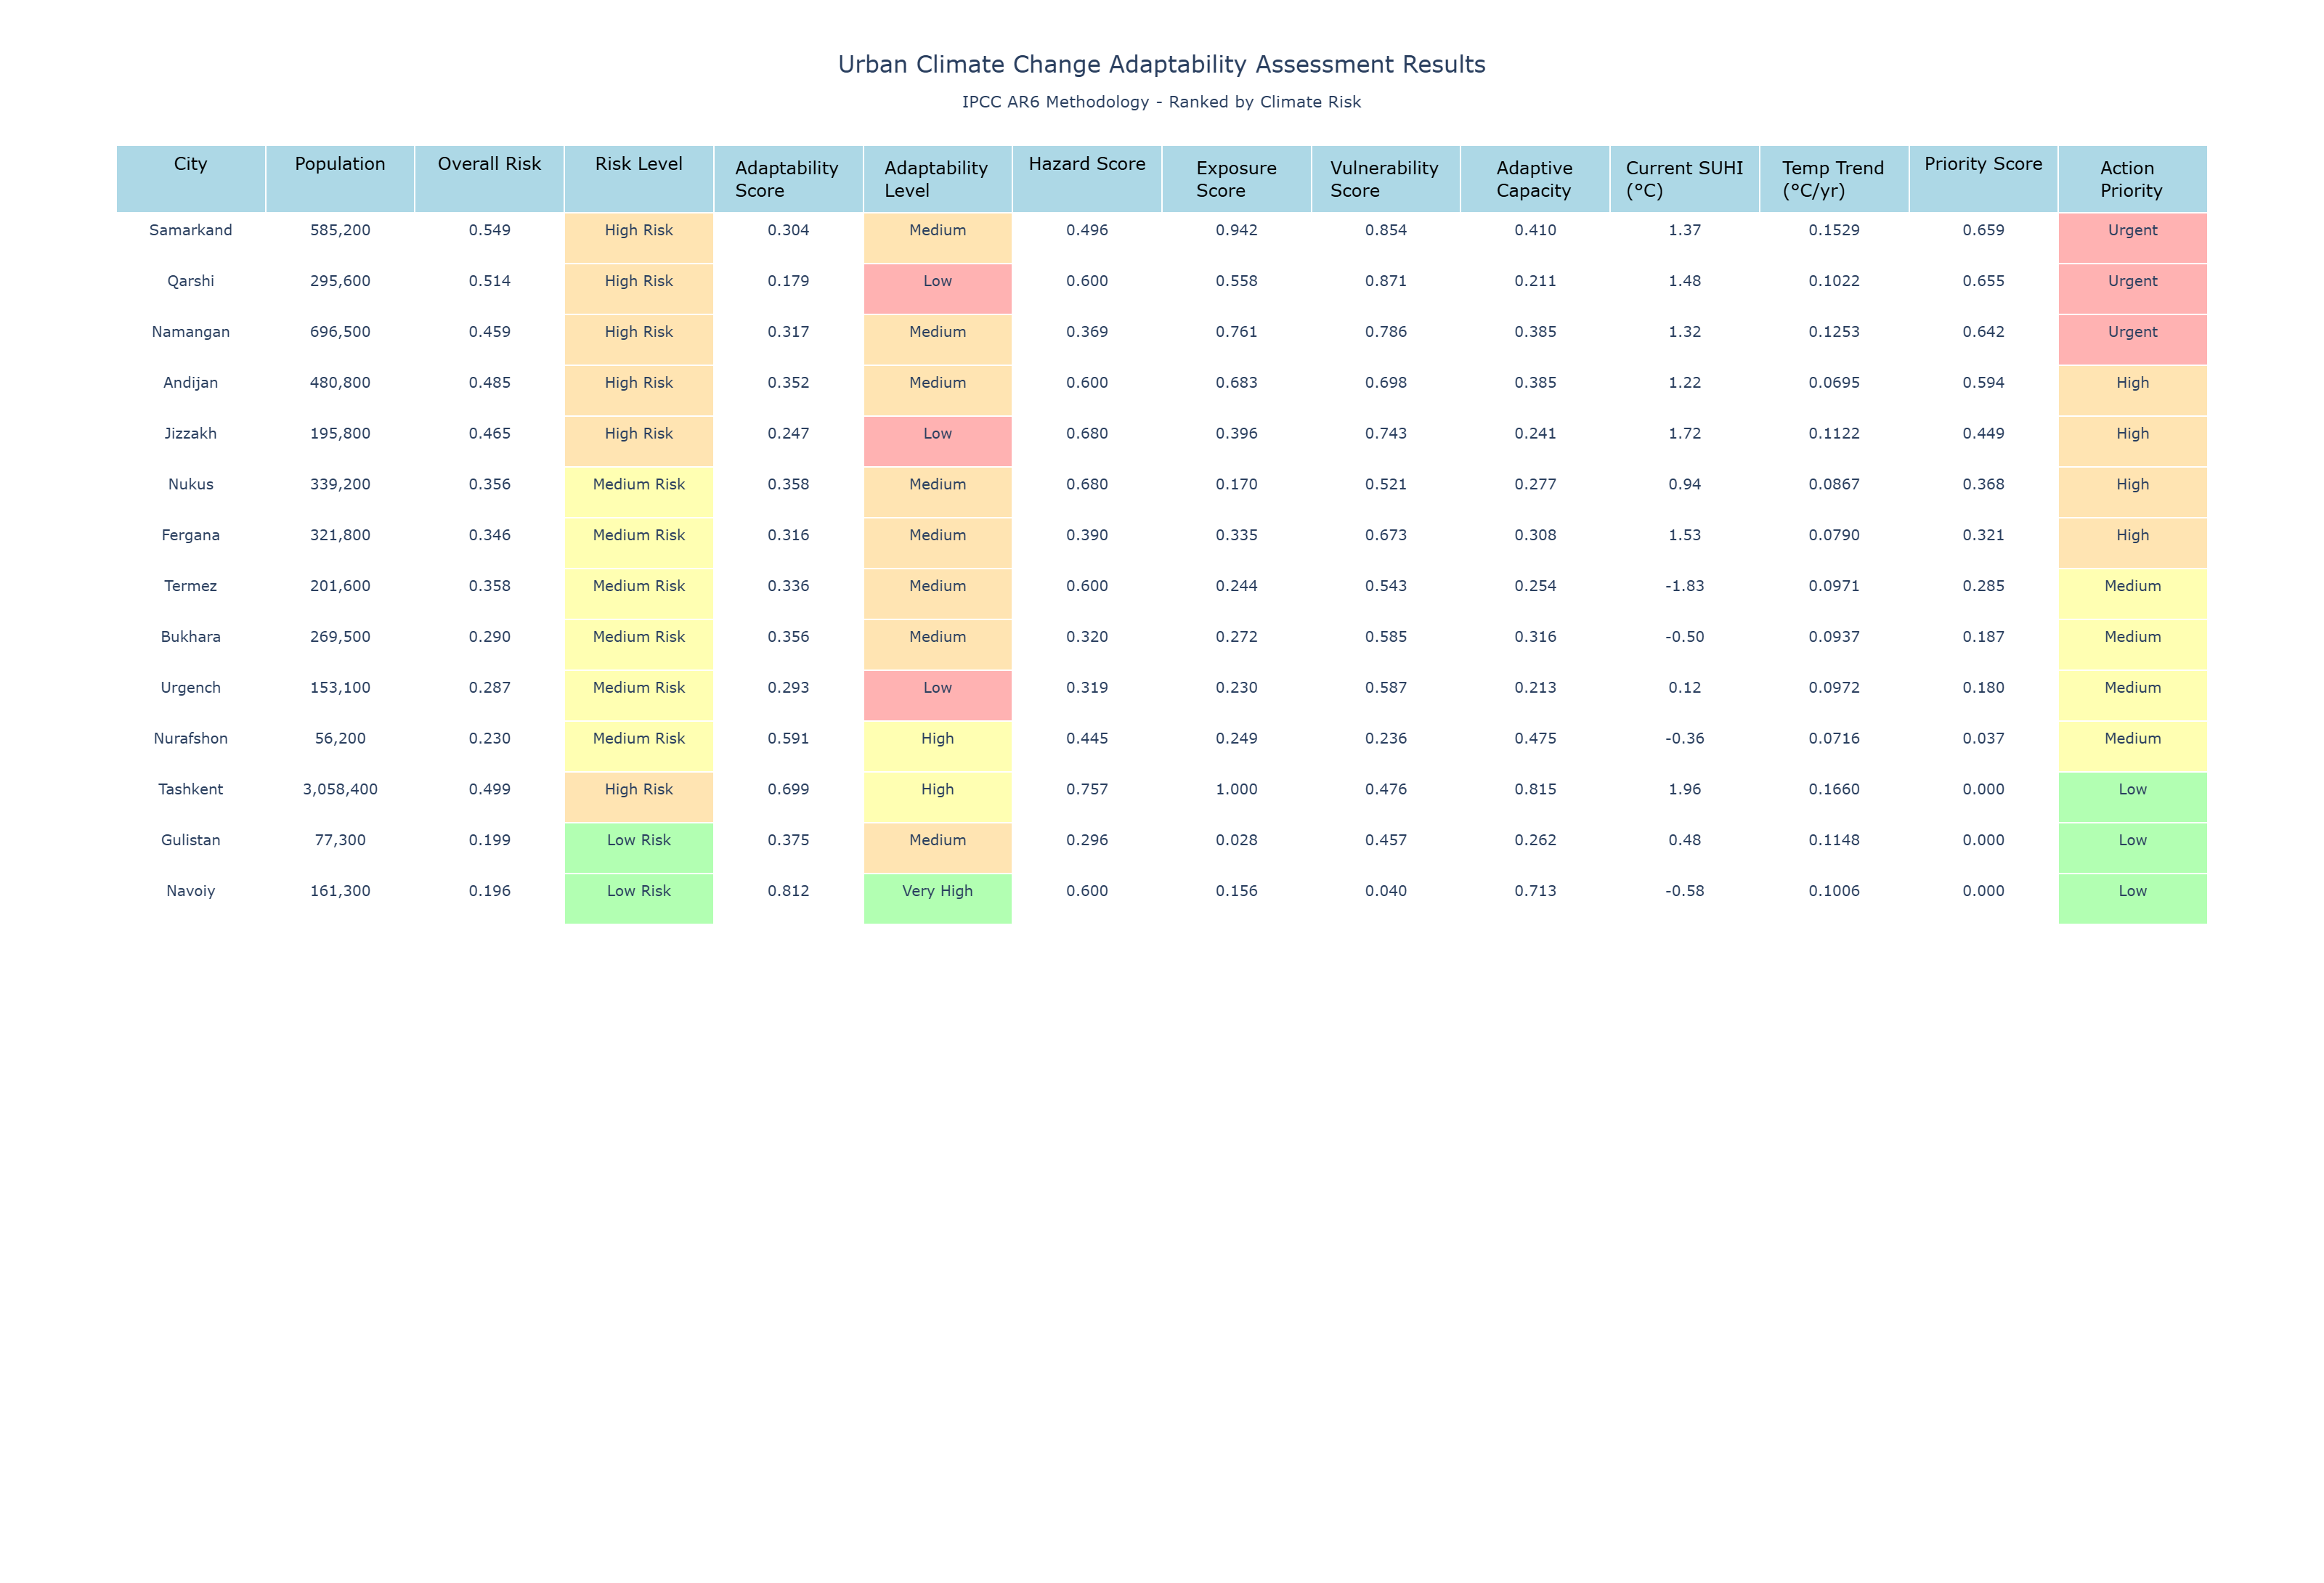 Urban Climate Change Adaptability Assessment Results
IPCC AR6 Methodology - Ranked by Climate Risk
City Population Overall Risk Risk Level Adaptability Score Adaptability Level Hazard Score Exposure Score Vulnerability Score Adaptive Capacity Current SUHI (°C) Temp Trend (°C/yr) Priority Score Action Priority
Samarkand 585,200 0.549 High Risk 0.304 Medium 0.496 0.942 0.854 0.410 1.37 0.1529 0.659 Urgent
Qarshi 295,600 0.514 High Risk 0.179 Low 0.600 0.558 0.871 0.211 1.48 0.1022 0.655 Urgent
Namangan 696,500 0.459 High Risk 0.317 Medium 0.369 0.761 0.786 0.385 1.32 0.1253 0.642 Urgent
Andijan 480,800 0.485 High Risk 0.352 Medium 0.600 0.683 0.698 0.385 1.22 0.0695 0.594 High
Jizzakh 195,800 0.465 High Risk 0.247 Low 0.680 0.396 0.743 0.241 1.72 0.1122 0.449 High
Nukus 339,200 0.356 Medium Risk 0.358 Medium 0.680 0.170 0.521 0.277 0.94 0.0867 0.368 High
Fergana 321,800 0.346 Medium Risk 0.316 Medium 0.390 0.335 0.673 0.308 1.53 0.0790 0.321 High
Termez 201,600 0.358 Medium Risk 0.336 Medium 0.600 0.244 0.543 0.254 -1.83 0.0971 0.285 Medium
Bukhara 269,500 0.290 Medium Risk 0.356 Medium 0.320 0.272 0.585 0.316 -0.50 0.0937 0.187 Medium
Urgench 153,100 0.287 Medium Risk 0.293 Low 0.319 0.230 0.587 0.213 0.12 0.0972 0.180 Medium
Nurafshon 56,200 0.230 Medium Risk 0.591 High 0.445 0.249 0.236 0.475 -0.36 0.0716 0.037 Medium
Tashkent 3,058,400 0.499 High Risk 0.699 High 0.757 1.000 0.476 0.815 1.96 0.1660 0.000 Low
Gulistan 77,300 0.199 Low Risk 0.375 Medium 0.296 0.028 0.457 0.262 0.48 0.1148 0.000 Low
Navoiy 161,300 0.196 Low Risk 0.812 Very High 0.600 0.156 0.040 0.713 -0.58 0.1006 0.000 Low